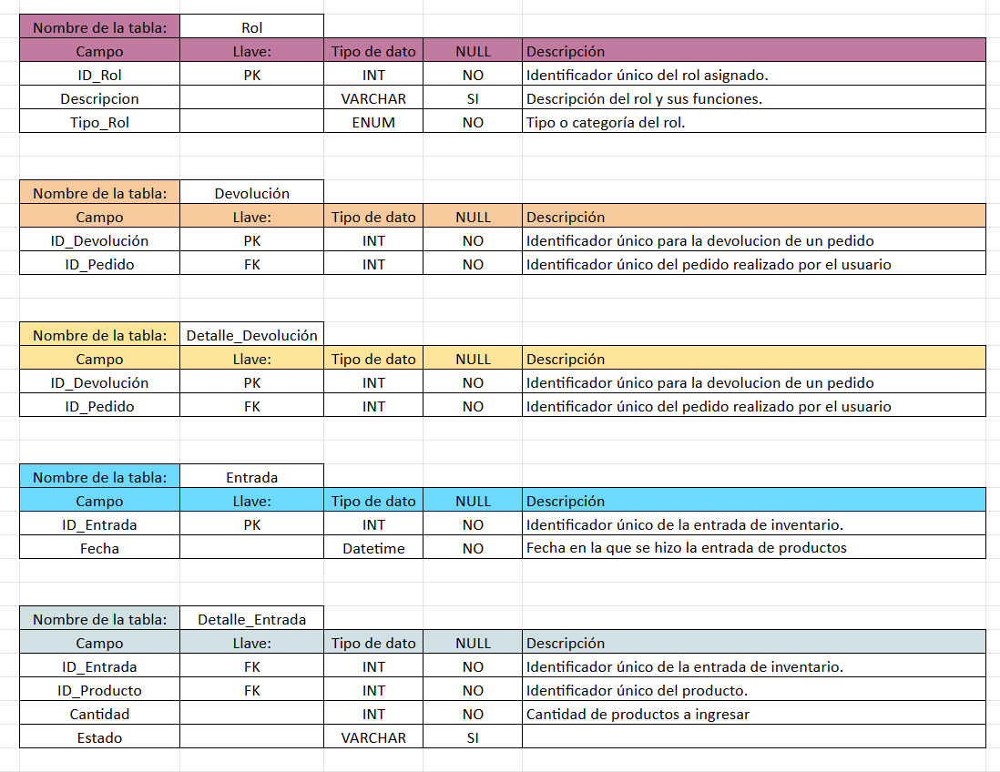 Nombre de la tabla: Rol
Campo Llave: Tipo de dato NULL Descripción
ID_Rol PK INT NO Identificador único del rol asignado.
Descripcion VARCHAR SI Descripción del rol y sus funciones.
Tipo_Rol ENUM NO Tipo o categoría del rol.
Nombre de la tabla: Devolución
Campo Llave: Tipo de dato NULL Descripción
ID_Devolución PK INT NO Identificador único para la devolucion de un pedido
ID_Pedido FK INT NO Identificador único del pedido realizado por el usuario
Nombre de la tabla: Detalle_Devolución
Campo Llave: Tipo de dato NULL Descripción
ID_Devolución PK INT NO Identificador único para la devolucion de un pedido
ID_Pedido FK INT NO Identificador único del pedido realizado por el usuario
Nombre de la tabla: Entrada
Campo Llave: Tipo de dato NULL Descripción
ID_Entrada PK INT NO Identificador único de la entrada de inventario.
Fecha Datetime NO Fecha en la que se hizo la entrada de productos
Nombre de la tabla: Detalle_Entrada
Campo Llave: Tipo de dato NULL Descripción
ID_Entrada FK INT NO Identificador único de la entrada de inventario.
ID_Producto FK INT NO Identificador único del producto.
Cantidad INT NO Cantidad de productos a ingresar
Estado VARCHAR SI